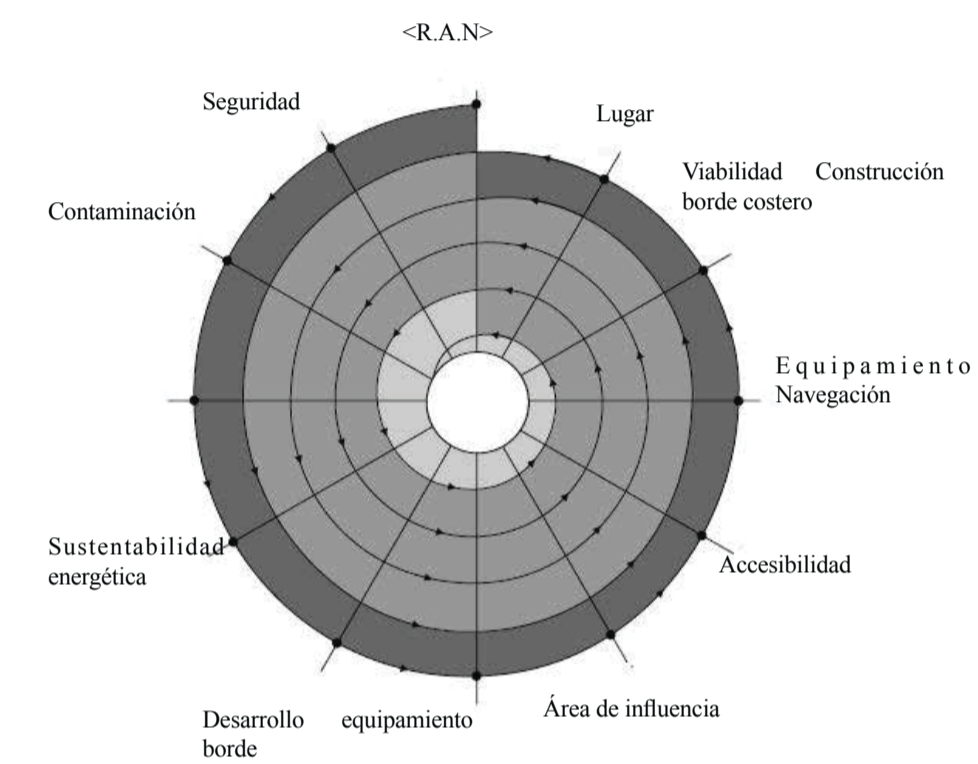 <R.A.N>
Seguridad
Lugar
Viabilidad Construcción
borde costero
Contaminación
Equipamiento
Navegación
Sustentabilidad
energética
Accesibilidad
Área de influencia
Desarrollo equipamiento
borde